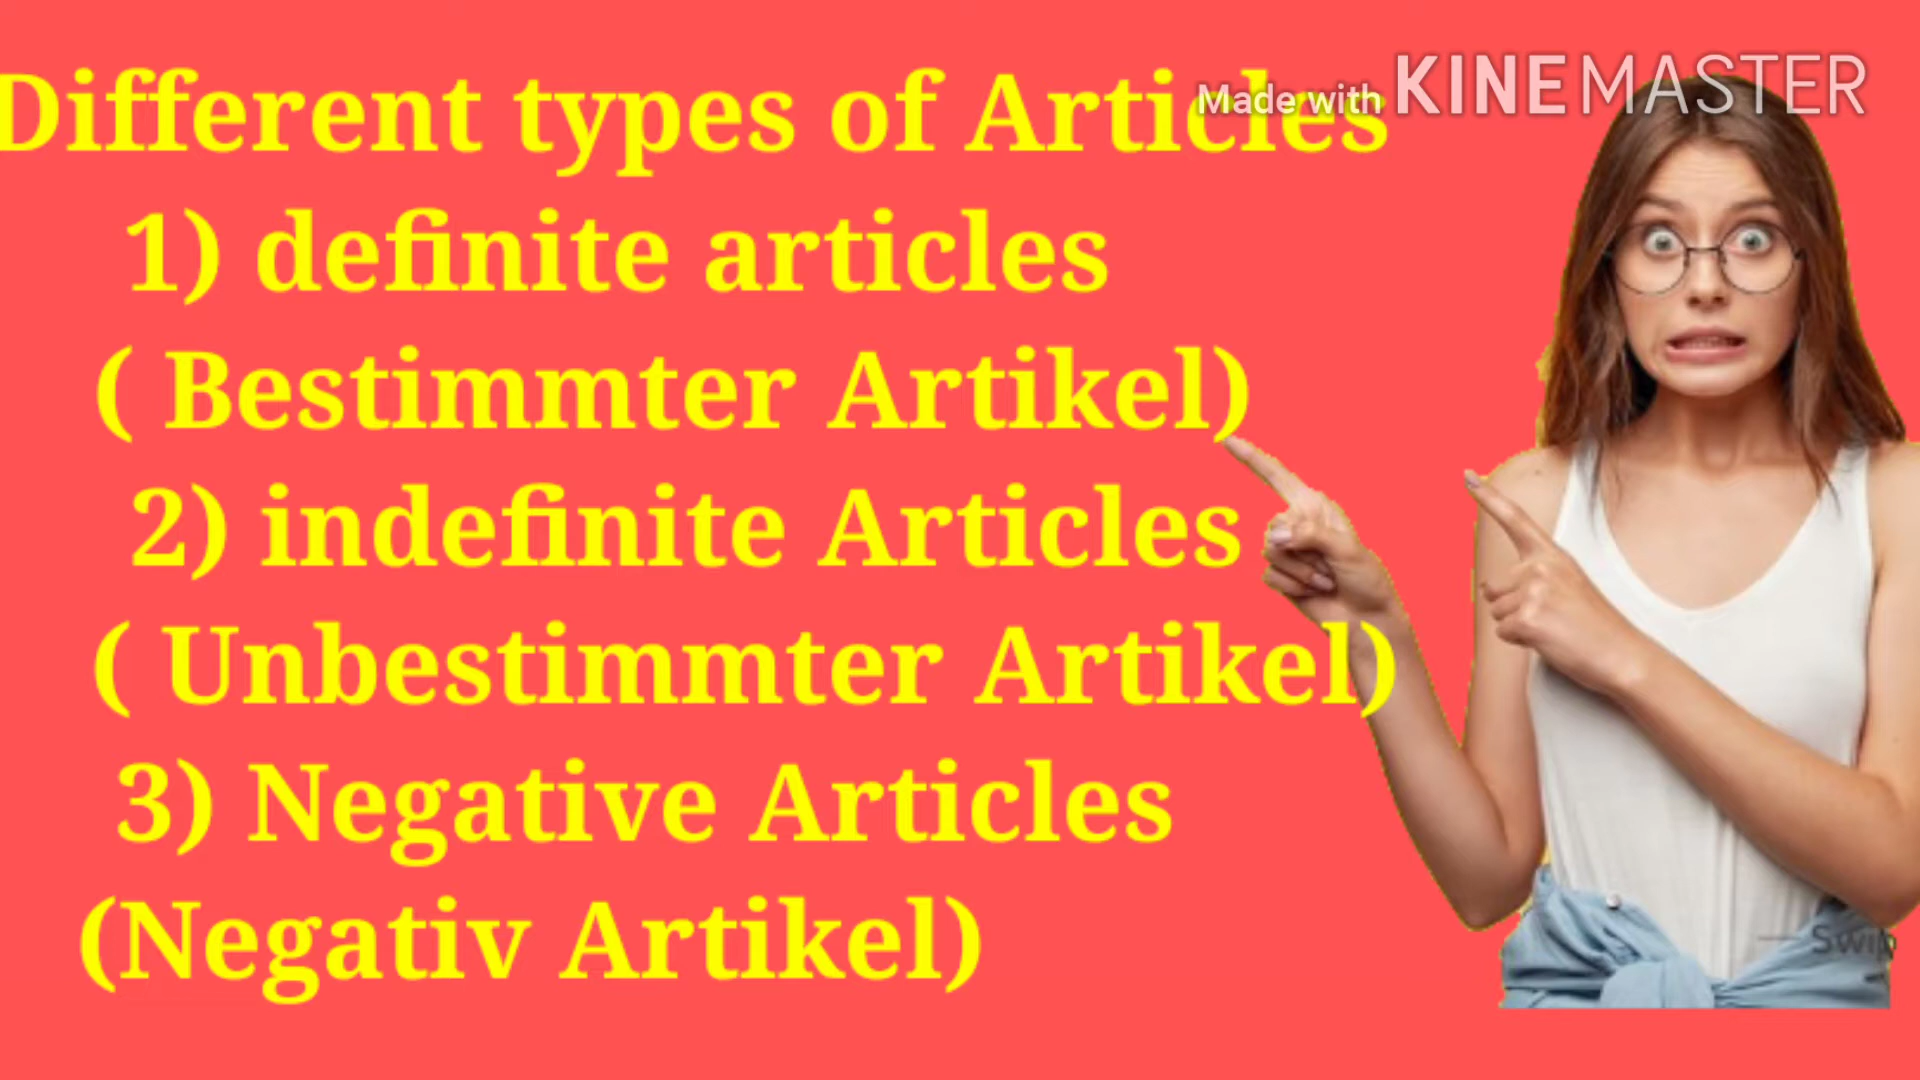 Different types of Articles
Made with KINEMASTER
1) definite articles
( Bestimmter Artikel)
2) indefinite Articles
( Unbestimmter Artikel)
3) Negative Articles
(Negativ Artikel)